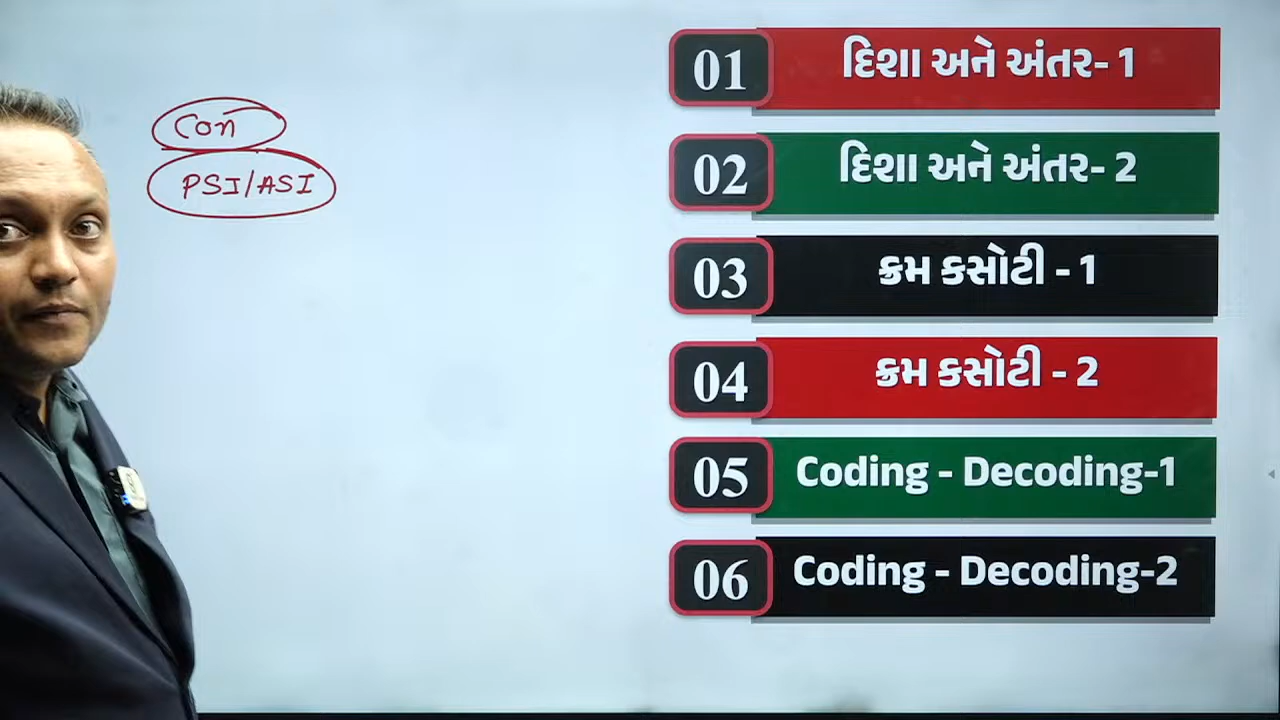 Con
PSI/ASI
01 દિશા અને અંતર- 1
02 દિશા અને અંતર- 2
03 ક્રમ કસોટી - 1
04 ક્રમ કસોટી - 2
05 Coding - Decoding-1
06 Coding - Decoding-2